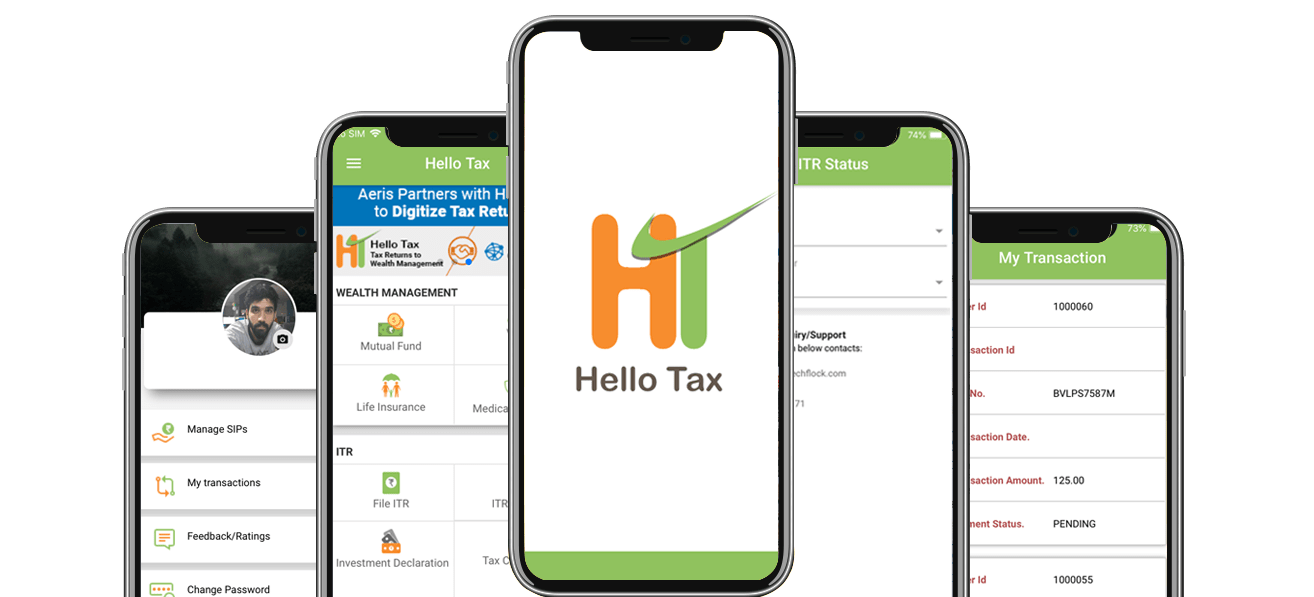 Manage SIPs
My transactions
Feedback/Ratings
Change Password
SIM
Hello Tax
Aeris Partners with H
to Digitize Tax Retu
HT
Hello Tax
Tax Returns to
Wealth Management
WEALTH MANAGEMENT
Mutual Fund
Life Insurance
Medica
ITR
File ITR
ITR
Investment Declaration
Tax C
HT
Hello Tax
74%
ITR Status
r
iry/Support
n below contacts:
echflock.com
71
73%
My Transaction
er Id 1000060
saction Id
No. BVLPS7587M
saction Date.
saction Amount. 125.00
ment Status. PENDING
er Id 1000055